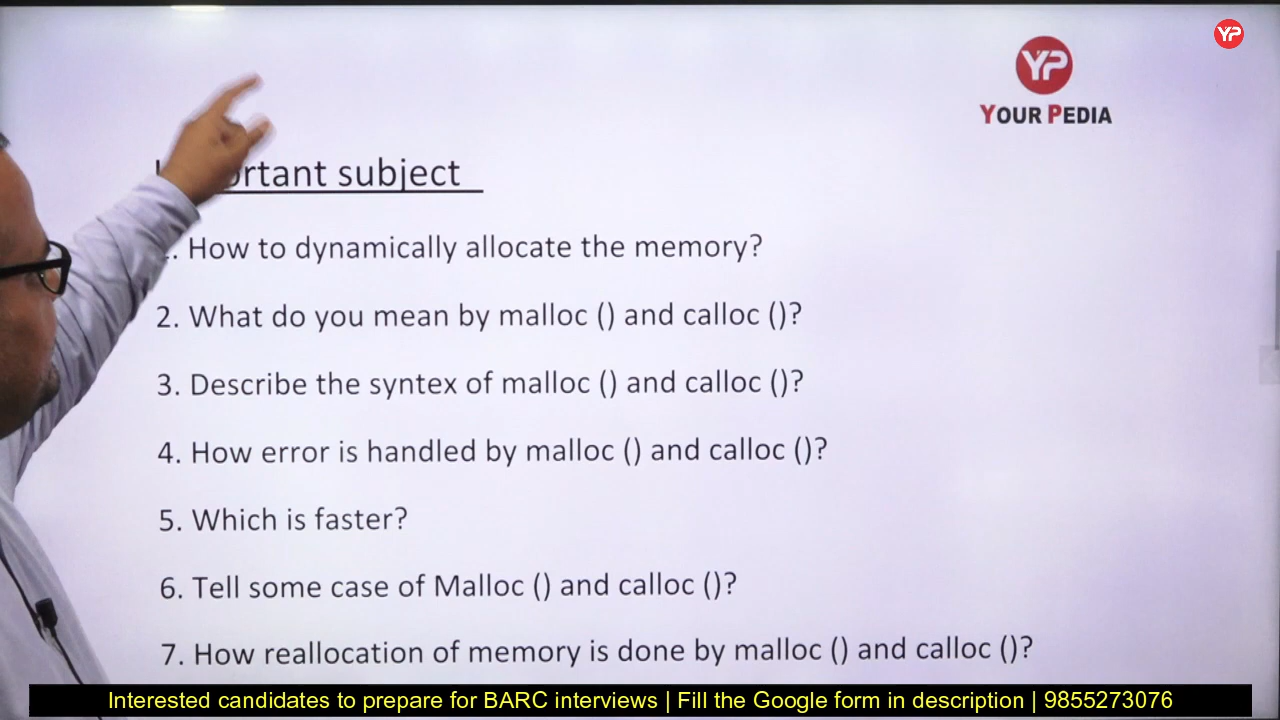 YP
YP
YOUR PEDIA
rtant subject
. How to dynamically allocate the memory?
2. What do you mean by malloc () and calloc ()?
3. Describe the syntex of malloc () and calloc ()?
4. How error is handled by malloc () and calloc ()?
5. Which is faster?
6. Tell some case of Malloc () and calloc ()?
7. How reallocation of memory is done by malloc () and calloc ()?
Interested candidates to prepare for BARC interviews | Fill the Google form in description | 9855273076